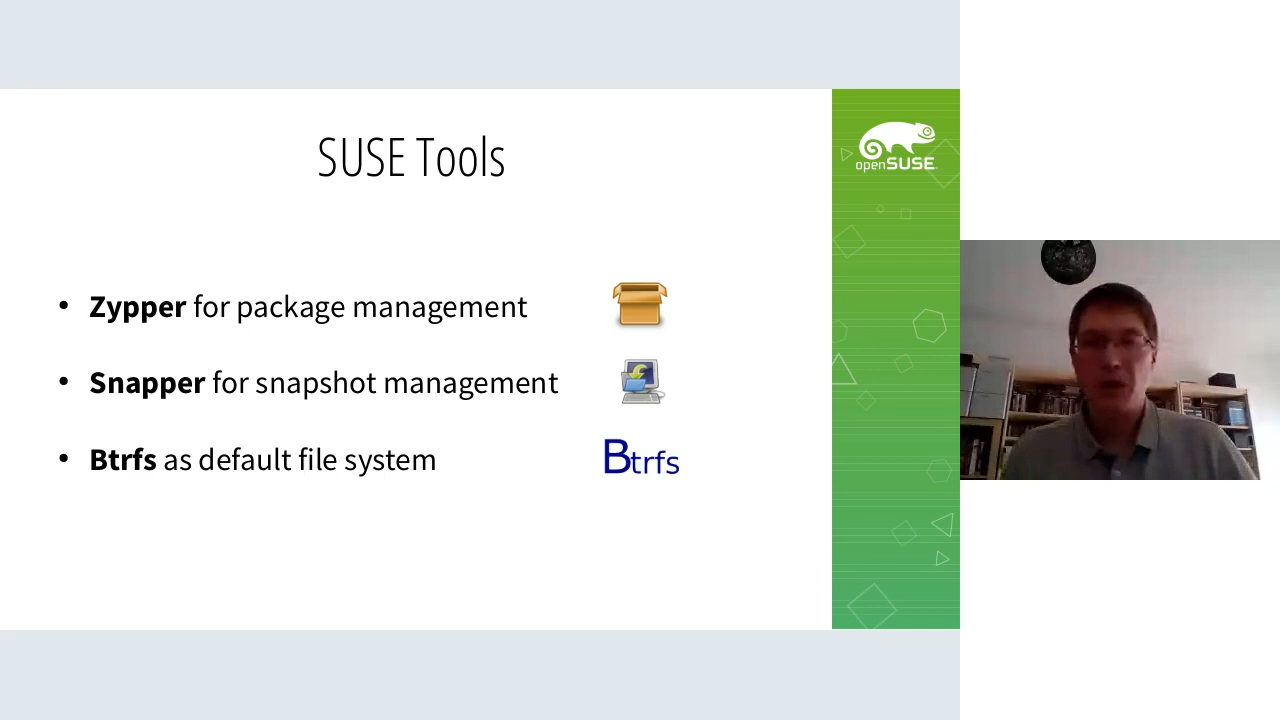 SUSE Tools
openSUSE
• Zypper for package management
• Snapper for snapshot management
• Btrfs as default file system
Btrfs